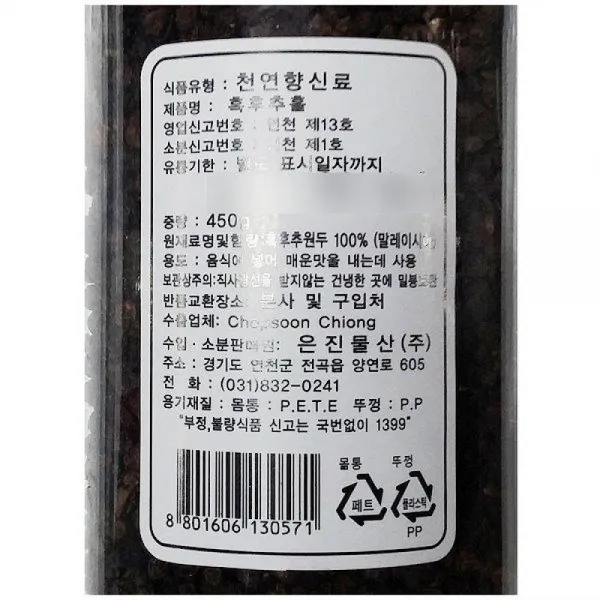 식품유형 : 천연향신료
제품명 : 흑후추홀
영업신고번호 : 연천 제13호
소분신고번호 : 연천 제1호
유통기한 : 표시일자까지
중량 : 450g
원재료명및함량:흑후추원두 100% (말레이시아)
용도 : 음식에 넣어 매운맛을 내는데 사용
보관상주의:직사광선을 받지않는 건냉한 곳에 밀봉보관
반품교환장소: 본사 및 구입처
수출업체: Chiong
수입·소분판매원: 은진물산(주)
주소: 경기도 연천군 전곡읍 양연로 605
전 화 : (031)832-0241
용기재질 : 몸통 : P.E.T.E 뚜껑 : P.P
"부정,불량식품 신고는 국번없이 1399"
몸통 뚜껑
페트 플라스틱
PP
8 801606 130571